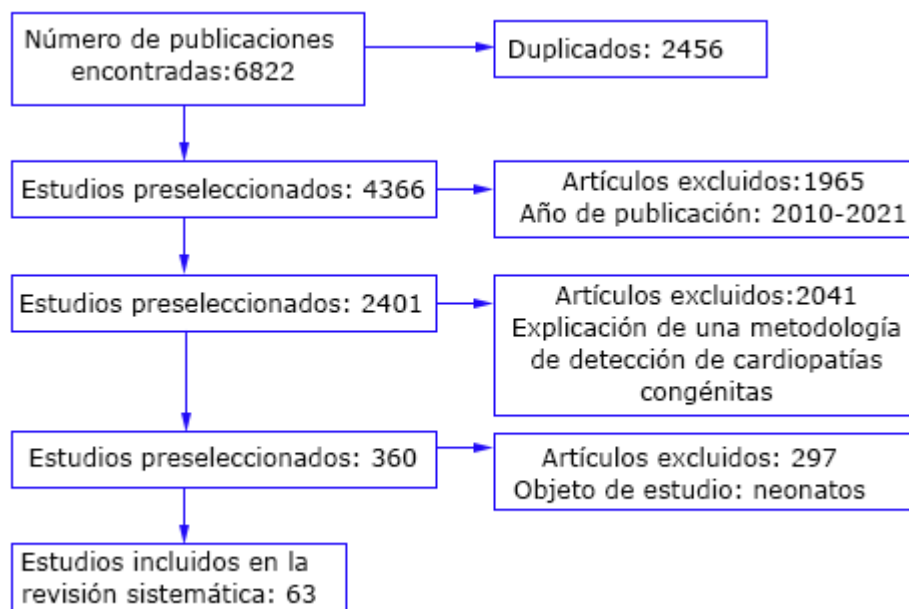 Número de publicaciones
encontradas:6822
Duplicados: 2456
Estudios preseleccionados: 4366
Artículos excluidos:1965
Año de publicación: 2010-2021
Estudios preseleccionados: 2401
Artículos excluidos:2041
Explicación de una metodología
de detección de cardiopatías
congénitas
Estudios preseleccionados: 360
Artículos excluidos: 297
Objeto de estudio: neonatos
Estudios incluidos en la
revisión sistemática: 63